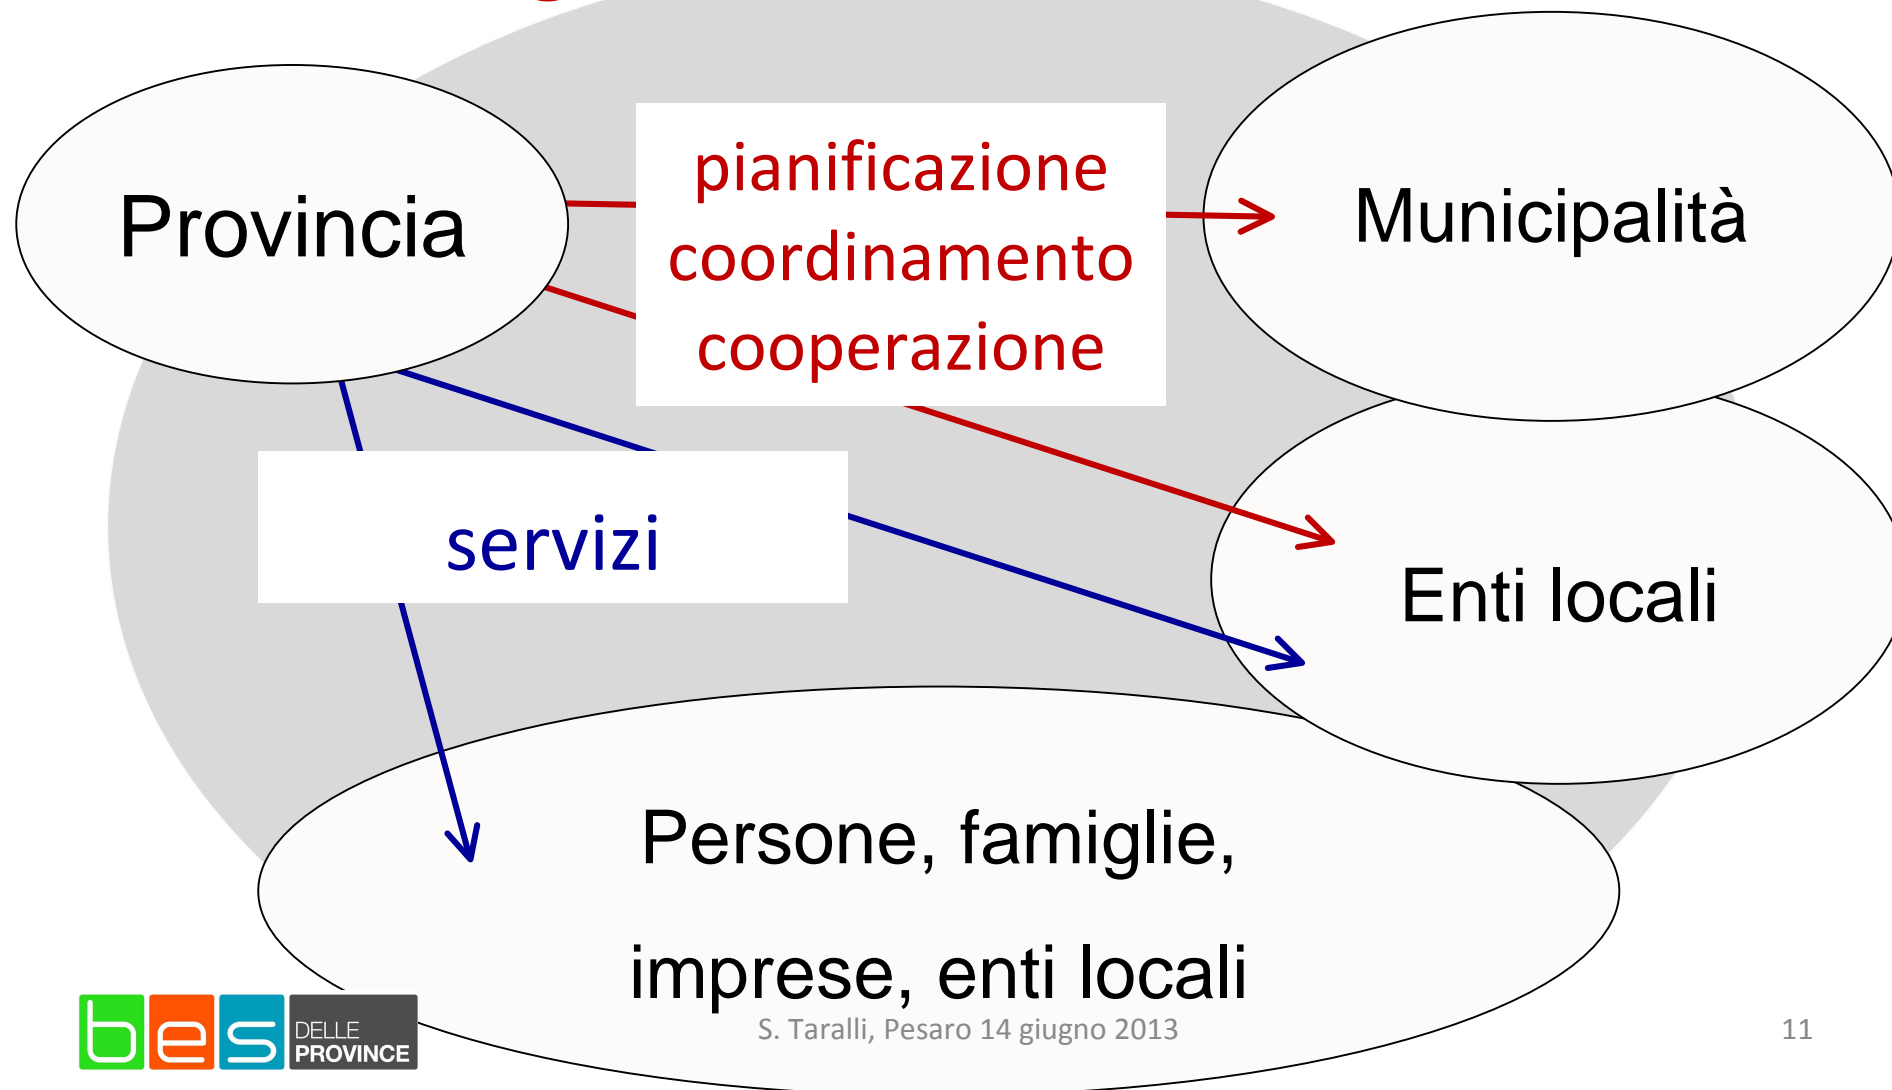 Provincia
pianificazione
coordinamento
cooperazione
Municipalità
servizi
Enti locali
Persone, famiglie,
imprese, enti locali
bes DELLE
PROVINCE
S. Taralli, Pesaro 14 giugno 2013
11